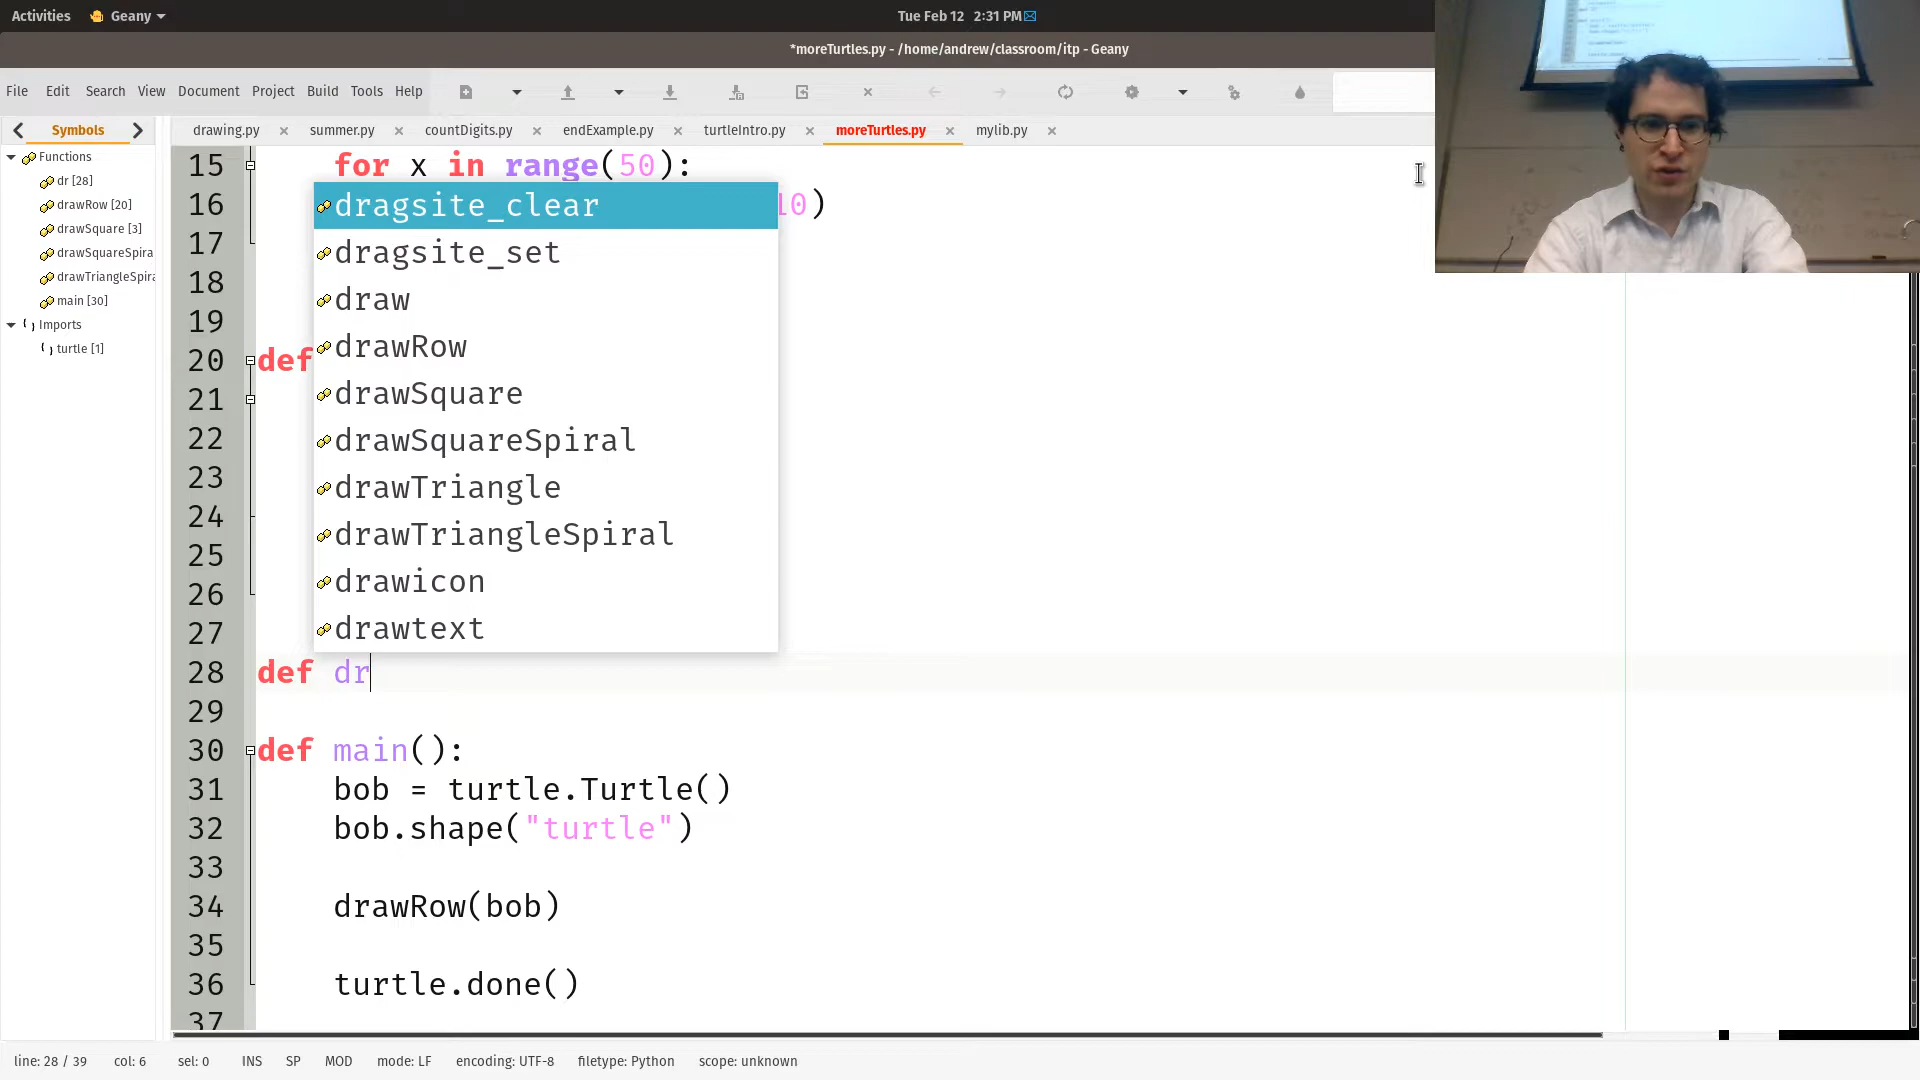 Activities Geany Tue Feb 12 2:31 PM
*moreTurtles.py - /home/andrew/classroom/itp - Geany
File Edit Search View Document Project Build Tools Help
Symbols drawing.py summer.py countDigits.py endExample.py turtleIntro.py moreTurtles.py mylib.py
Functions
dr [28]
drawRow [20]
drawSquare [3]
drawSquareSpira
drawTriangleSpira
main [30]
Imports
turtle [1]
15 for x in range(50):
16 10)
17
18
19
20 def
21
22
23
24
25
26
27
28 def dr
29
30 def main():
31 bob = turtle.Turtle()
32 bob.shape("turtle")
33
34 drawRow(bob)
35
36 turtle.done()
37
dragsite_clear
dragsite_set
draw
drawRow
drawSquare
drawSquareSpiral
drawTriangle
drawTriangleSpiral
drawicon
drawtext
line: 28 / 39 col: 6 sel: 0 INS SP MOD mode: LF encoding: UTF-8 filetype: Python scope: unknown